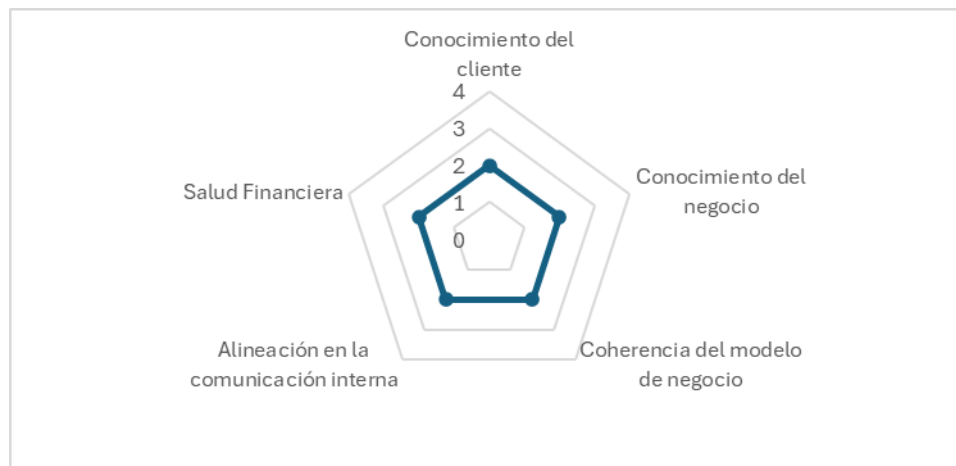 Conocimiento del
cliente
4
3
2
1
0
Conocimiento del
negocio
Coherencia del modelo
de negocio
Alineación en la
comunicación interna
Salud Financiera